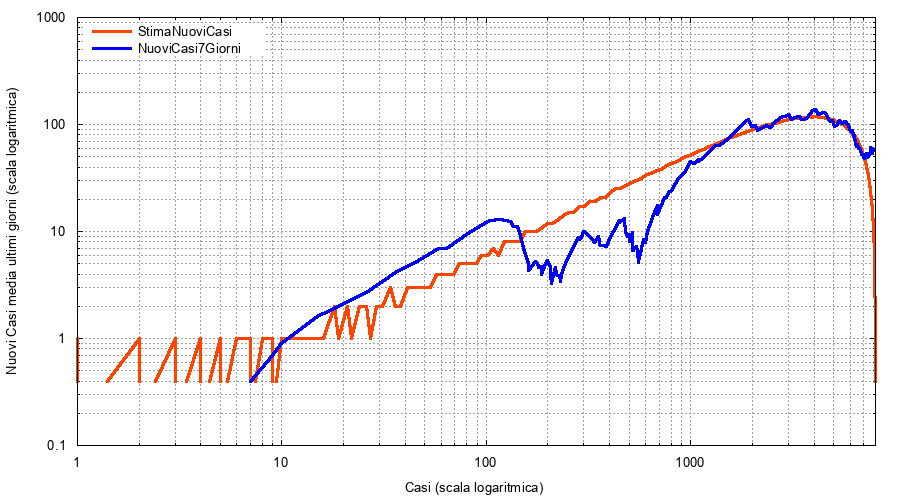 1000
StimaNuoviCasi
NuoviCasi7Giorni
100
10
1
0.1
Nuovi Casi media ultimi giorni (scala logaritmica)
1 10 100 1000
Casi (scala logaritmica)